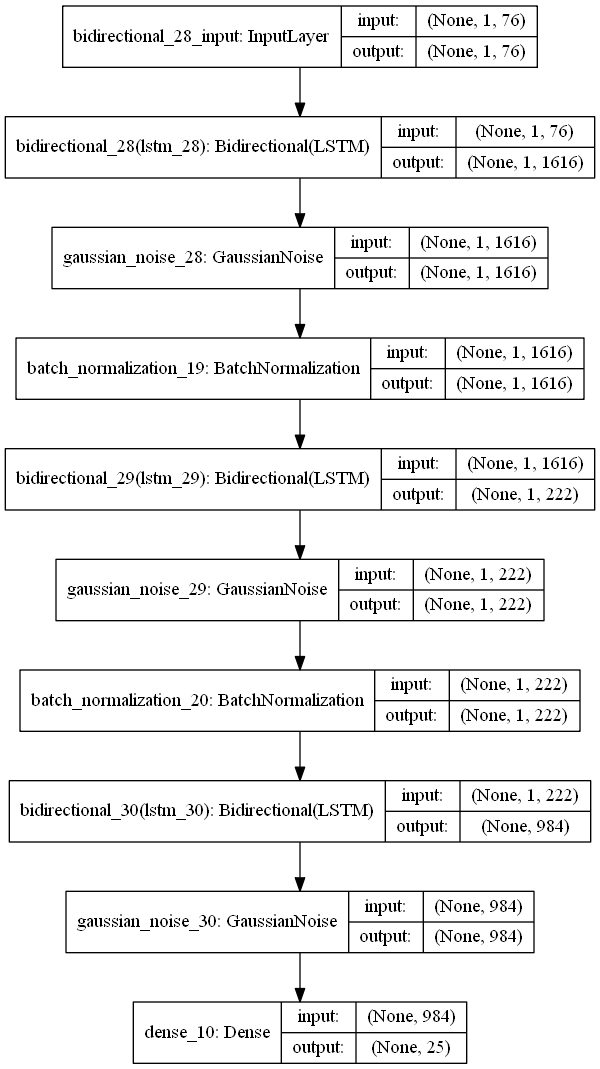 bidirectional_28_input: InputLayer
input: (None, 1, 76)
output: (None, 1, 76)
bidirectional_28(lstm_28): Bidirectional(LSTM)
input: (None, 1, 76)
output: (None, 1, 1616)
gaussian_noise_28: GaussianNoise
input: (None, 1, 1616)
output: (None, 1, 1616)
batch_normalization_19: BatchNormalization
input: (None, 1, 1616)
output: (None, 1, 1616)
bidirectional_29(lstm_29): Bidirectional(LSTM)
input: (None, 1, 1616)
output: (None, 1, 222)
gaussian_noise_29: GaussianNoise
input: (None, 1, 222)
output: (None, 1, 222)
batch_normalization_20: BatchNormalization
input: (None, 1, 222)
output: (None, 1, 222)
bidirectional_30(lstm_30): Bidirectional(LSTM)
input: (None, 1, 222)
output: (None, 984)
gaussian_noise_30: GaussianNoise
input: (None, 984)
output: (None, 984)
dense_10: Dense
input: (None, 984)
output: (None, 25)